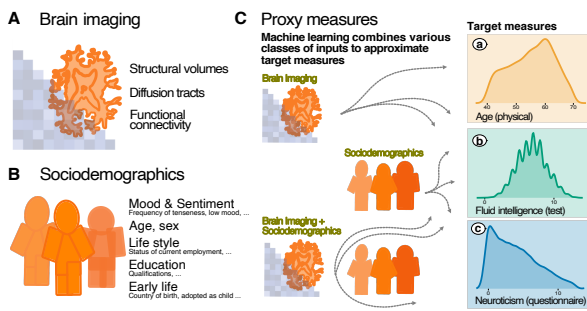 A Brain imaging
Structural volumes
Diffusion tracts
Functional
connectivity
B Sociodemographics
Mood & Sentiment
Frequency of tenseness, low mood, ...
Age, sex
Life style
Status of current employment, ...
Education
Qualifications, ...
Early life
Country of birth, adopted as child ...
C Proxy measures
Machine learning combines various
classes of inputs to approximate
target measures
Brain Imaging
Sociodemographics
Brain Imaging +
Sociodemographics
Target measures
a
40 50 60 70
Age (physical)
b
0 5 10
Fluid intelligence (test)
c
0 10
Neuroticism (questionnaire)